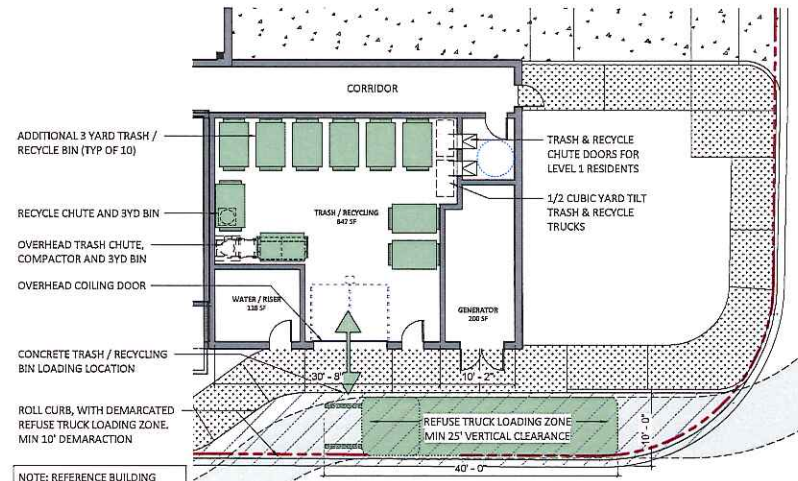 CORRIDOR
ADDITIONAL 3 YARD TRASH /
RECYCLE BIN (TYP OF 10)
TRASH & RECYCLE
CHUTE DOORS FOR
LEVEL 1 RESIDENTS
1/2 CUBIC YARD TILT
TRASH & RECYCLE
TRUCKS
RECYCLE CHUTE AND 3YD BIN
TRASH / RECYCLING
847 SF
OVERHEAD TRASH CHUTE,
COMPACTOR AND 3YD BIN
OVERHEAD COILING DOOR
WATER / RISER
128 SF
GENERATOR
200 SF
CONCRETE TRASH / RECYCLING
BIN LOADING LOCATION
30' - 8"
10' - 2"
ROLL CURB, WITH DEMARCATED
REFUSE TRUCK LOADING ZONE.
MIN 10' DEMARACTION
REFUSE TRUCK LOADING ZONE
MIN 25' VERTICAL CLEARANCE
10' - 0"
40' - 0"
NOTE: REFERENCE BUILDING